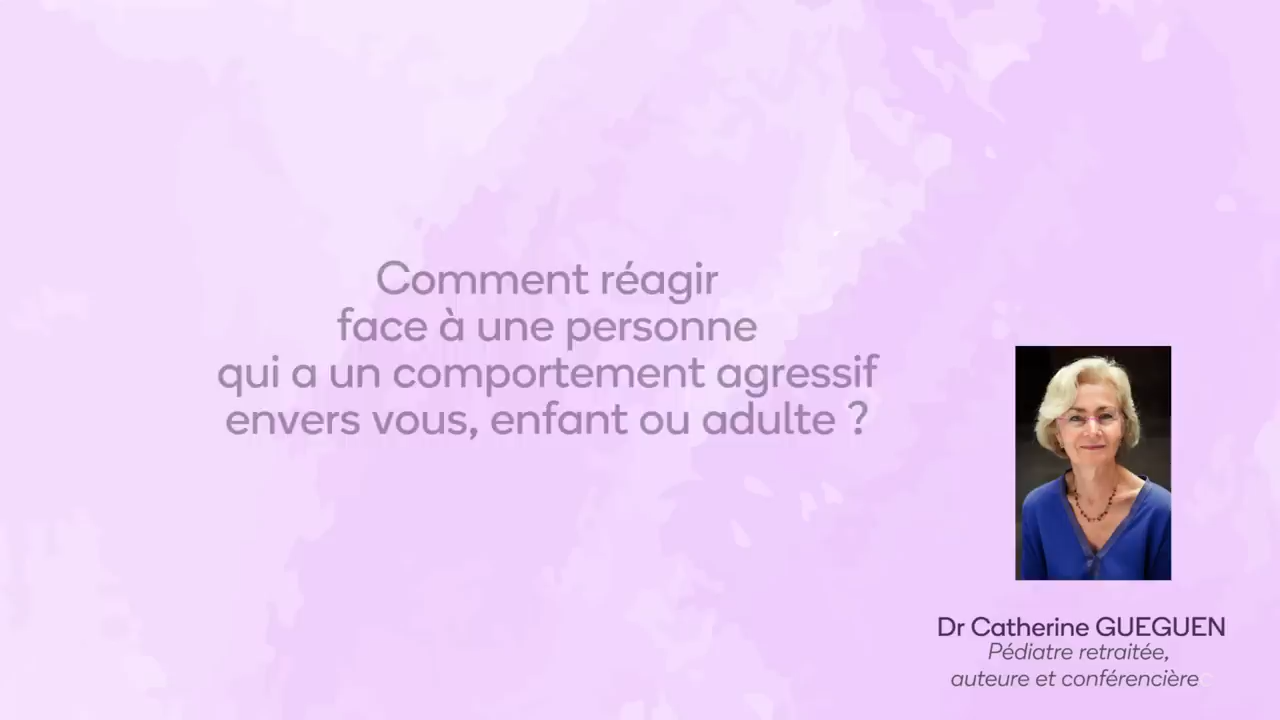 Comment réagir
face à une personne
qui a un comportement agressif
envers vous, enfant ou adulte ?
Dr Catherine GUEGUEN
Pédiatre retraitée,
auteure et conférencière